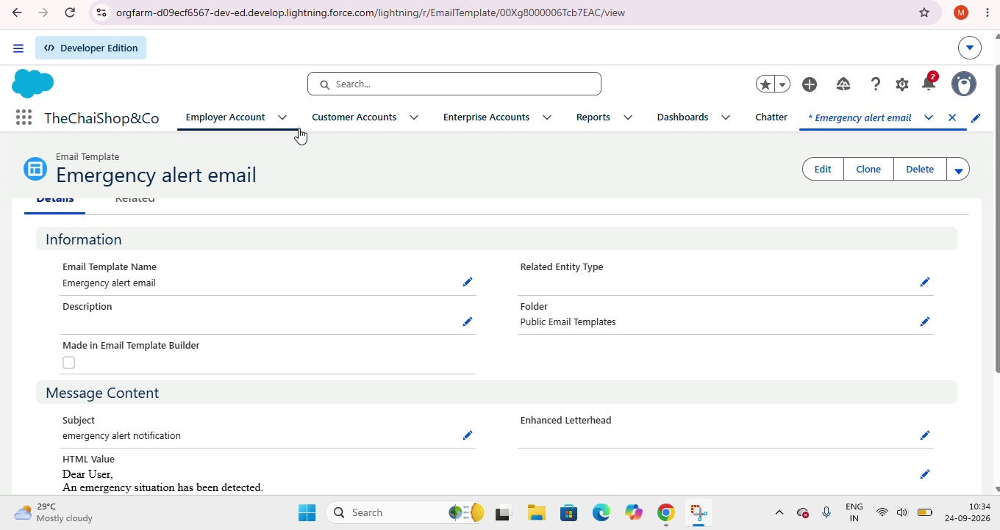 orgfarm-d09ecf6567-dev-ed.develop.lightning.force.com/lightning/r/EmailTemplate/00Xg8000006Tcb7EAC/view
M
</> Developer Edition
Search...
2
TheChaiShop&Co
Employer Account
Customer Accounts
Enterprise Accounts
Reports
Dashboards
Chatter
* Emergency alert email
Email Template
Emergency alert email
Edit
Clone
Delete
Details
Related
Information
Email Template Name
Emergency alert email
Related Entity Type
Description
Folder
Public Email Templates
Made in Email Template Builder
Message Content
Subject
emergency alert notification
Enhanced Letterhead
HTML Value
Dear User,
An emergency situation has been detected.
29°C
Mostly cloudy
Search
ENG
IN
10:34
24-09-2026